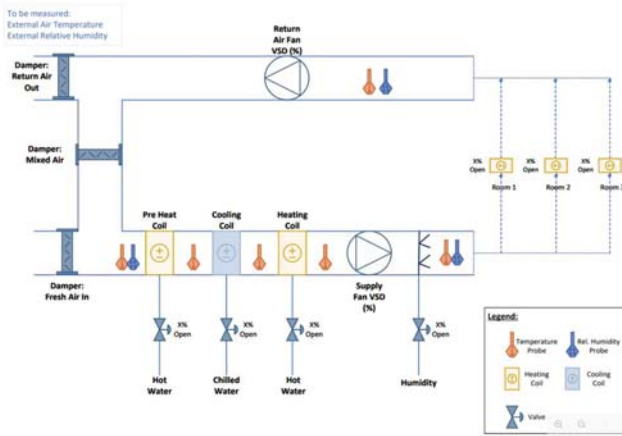 To be measured:
External Air Temperature
External Relative Humidity
Return
Air Fan
VSD (%)
Damper:
Return Air
Out
Damper:
Mixed Air
X%
Open
Room 1
X%
Open
Room 2
X%
Open
Room 3
Pre Heat
Coil
Cooling
Coil
Heating
Coil
Damper:
Fresh Air In
Supply
Fan VSD
(%)
X%
Open
X%
Open
X%
Open
X%
Open
Hot
Water
Chilled
Water
Hot
Water
Humidity
Legend:
Temperature
Probe
Rel. Humidity
Probe
Heating
Coil
Cooling
Coil
Valve